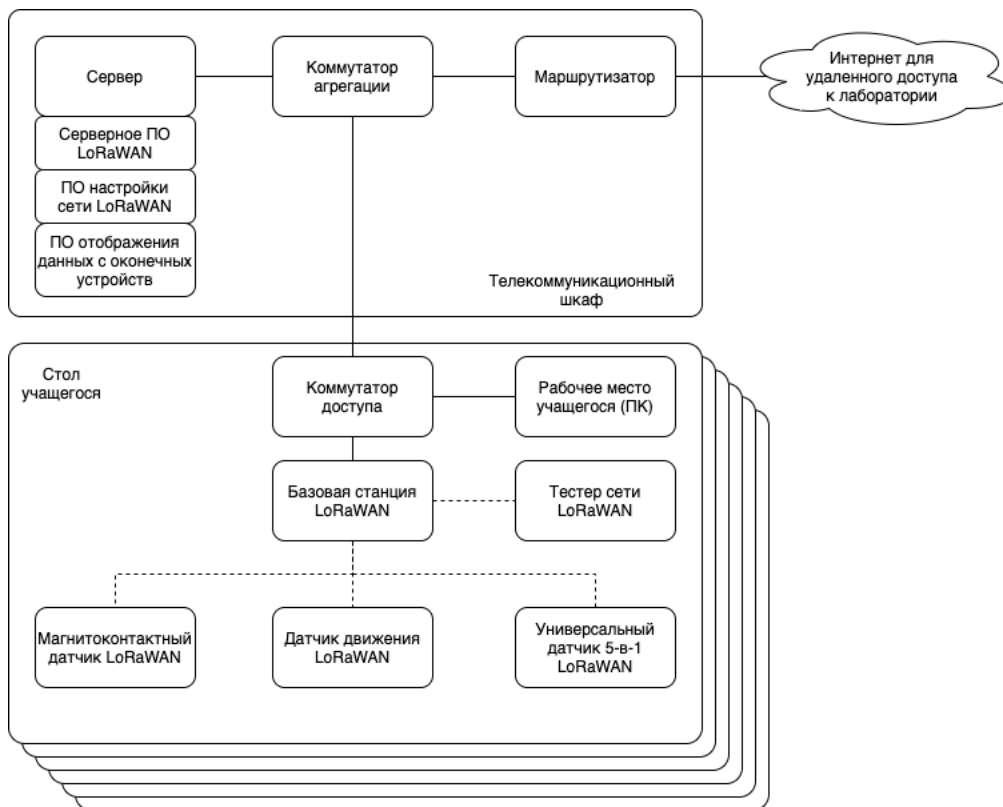 Сервер
Коммутатор
агрегации
Маршрутизатор
Интернет для
удаленного доступа
к лаборатории
Серверное ПО
LoRaWAN
ПО настройки
сети LoRaWAN
ПО отображения
данных с оконечных
устройств
Телекоммуникационный
шкаф
Стол
учащегося
Коммутатор
доступа
Рабочее место
учащегося (ПК)
Базовая станция
LoRaWAN
Тестер сети
LoRaWAN
Магнитоконтактный
датчик LoRaWAN
Датчик движения
LoRaWAN
Универсальный
датчик 5-в-1
LoRaWAN